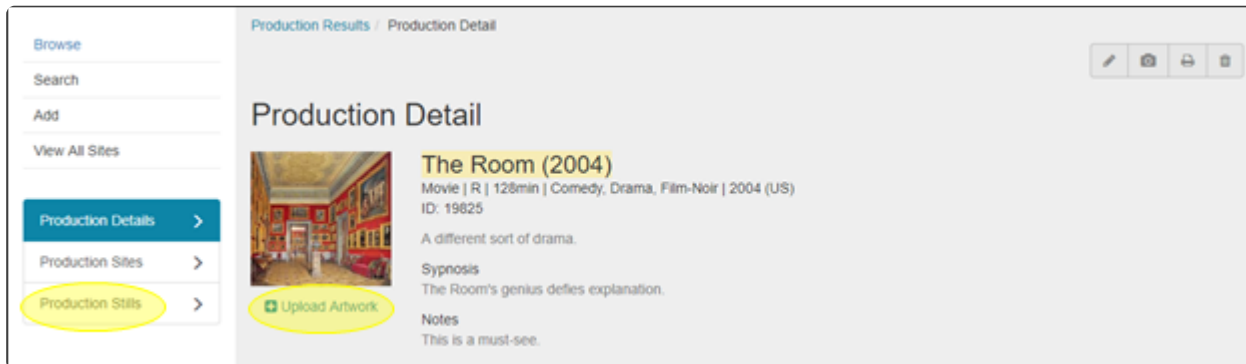 Production Results / Production Detail
Browse
Search
Add
View All Sites
Production Details
Production Sites
Production Stills
Production Detail
The Room (2004)
Movie | R | 128min | Comedy, Drama, Film-Noir | 2004 (US)
ID: 19825
A different sort of drama.
Sypnosis
The Room's genius defies explanation.
Notes
This is a must-see.
Upload Artwork